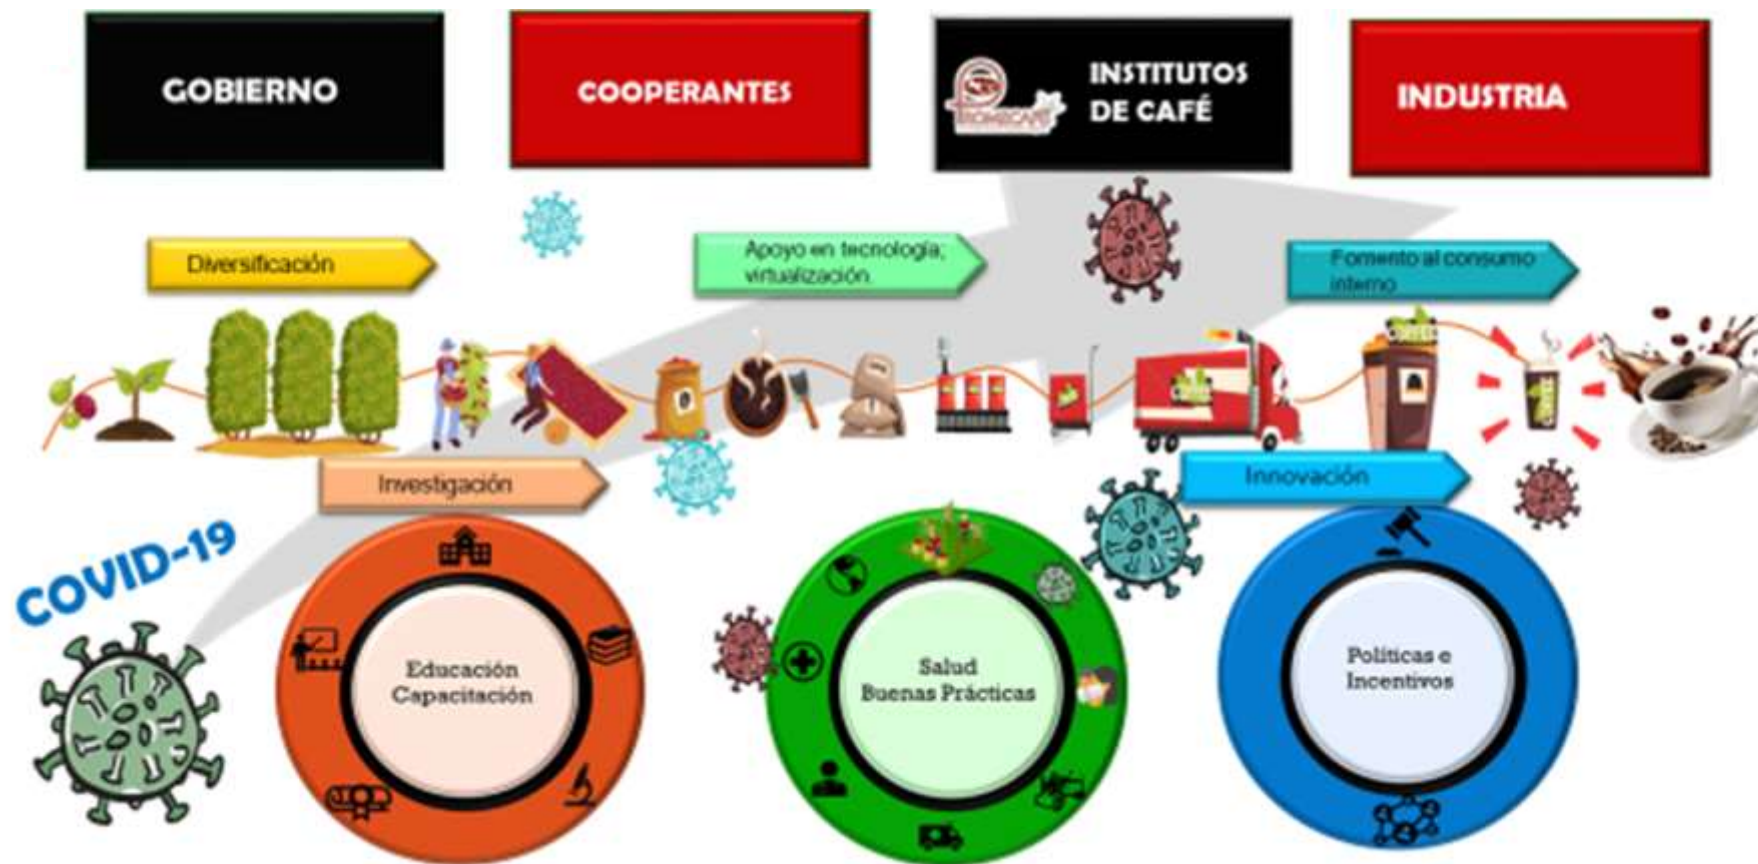 GOBIERNO
COOPERANTES
PROMECAFE
INSTITUTOS
DE CAFÉ
INDUSTRIA
Diversificación
Apoyo en tecnología;
virtualización.
Fomento al consumo
interno
Investigación
Innovación
COVID-19
Educación
Capacitación
Salud
Buenas Prácticas
Políticas e
Incentivos